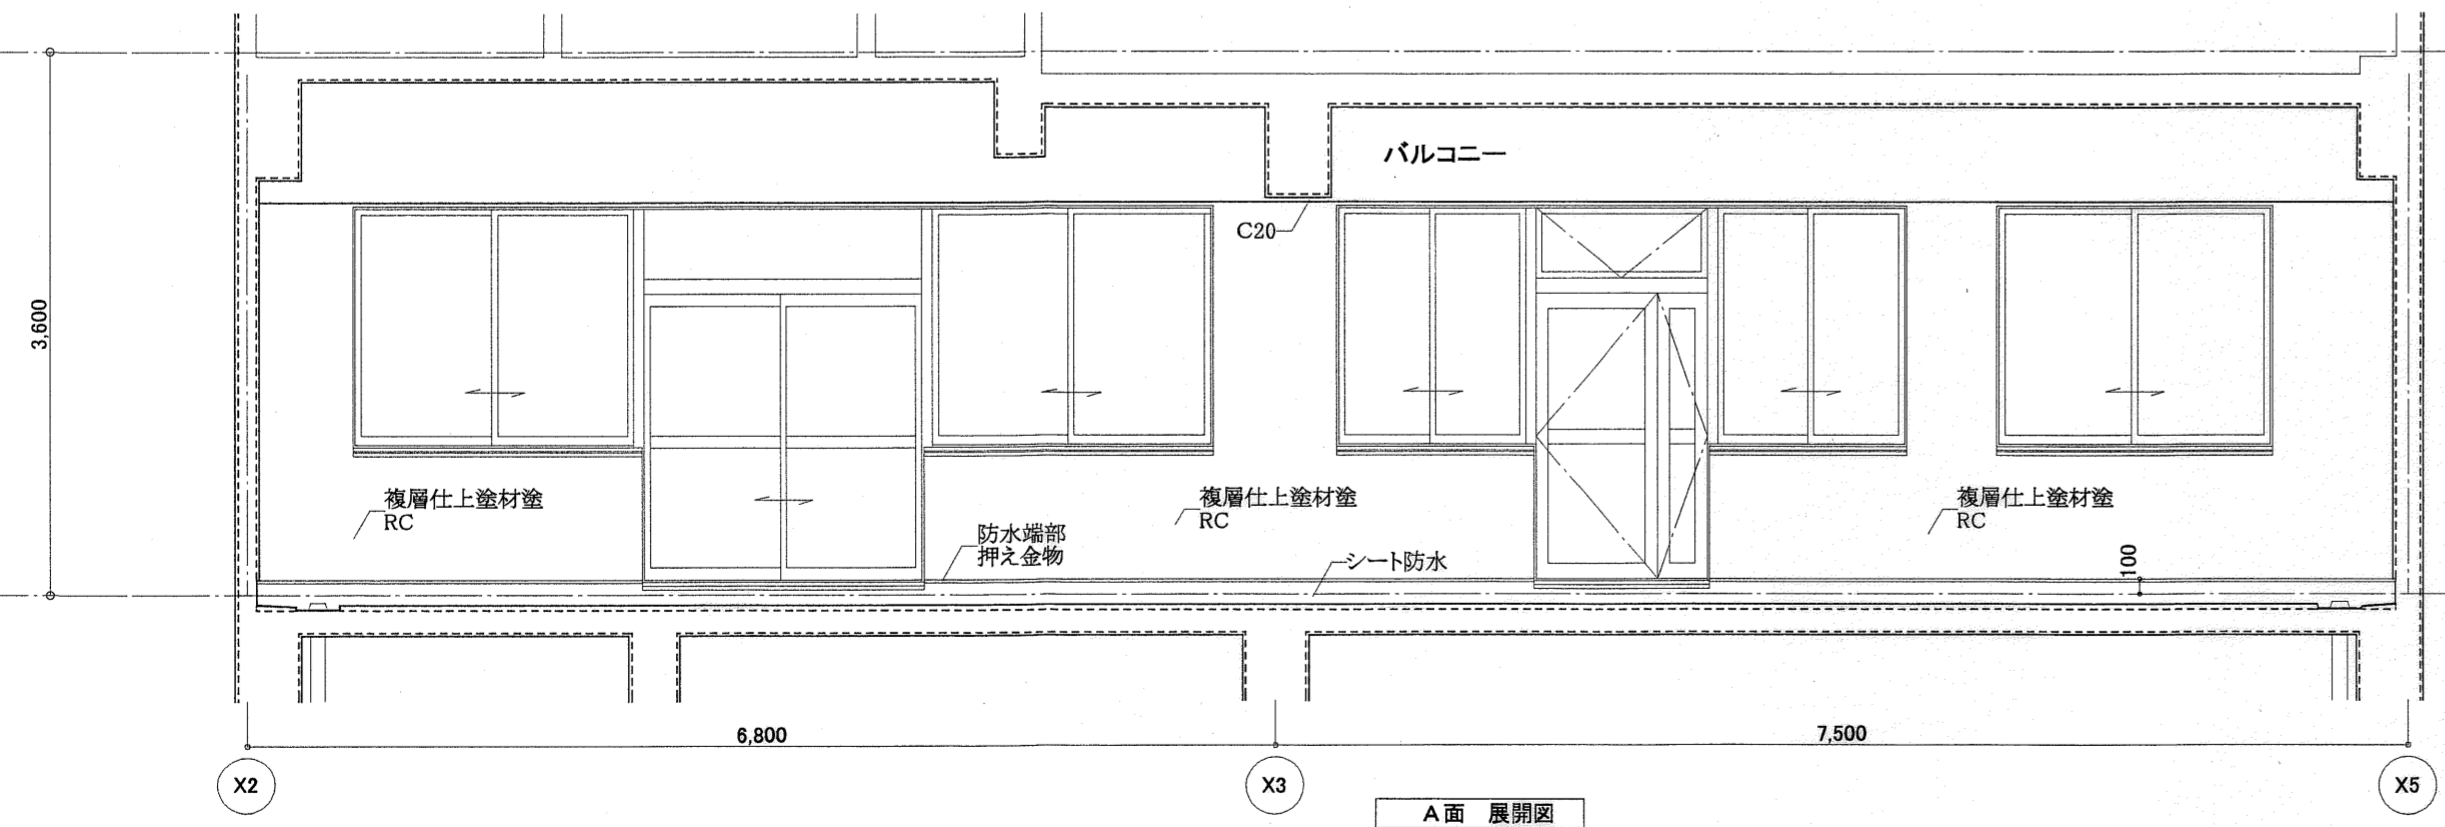 バルコニー
C20
3,600
複層仕上塗材塗
RC
防水端部
押え金物
複層仕上塗材塗
RC
シート防水
複層仕上塗材塗
RC
100
6,800
7,500
X2
X3
X5
A面 展開図